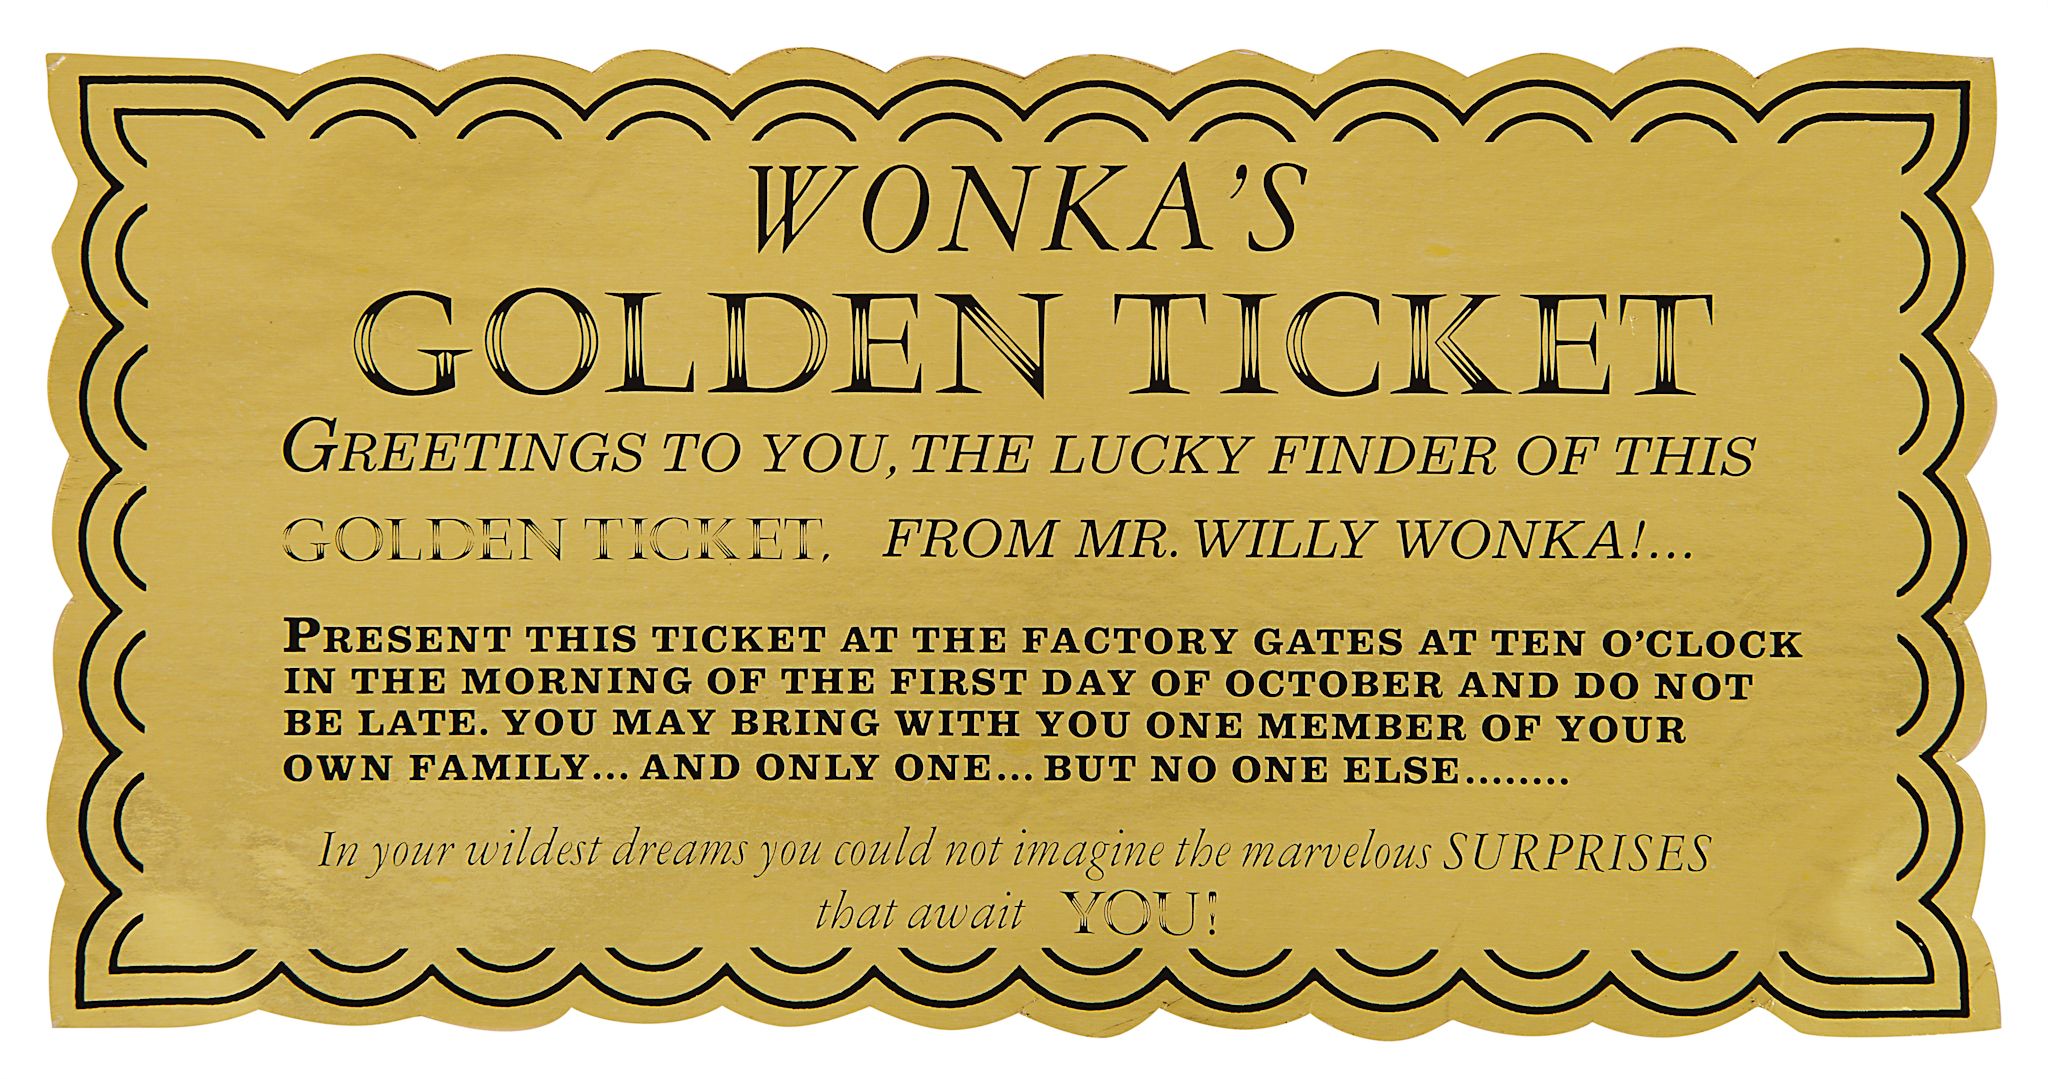 WONKA'S
GOLDEN TICKET
GREETINGS TO YOU, THE LUCKY FINDER OF THIS
GOLDEN TICKET, FROM MR. WILLY WONKA!...
PRESENT THIS TICKET AT THE FACTORY GATES AT TEN O'CLOCK
IN THE MORNING OF THE FIRST DAY OF OCTOBER AND DO NOT
BE LATE. YOU MAY BRING WITH YOU ONE MEMBER OF YOUR
OWN FAMILY... AND ONLY ONE... BUT NO ONE ELSE........
In your wildest dreams you could not imagine the marvelous SURPRISES
that await YOU!